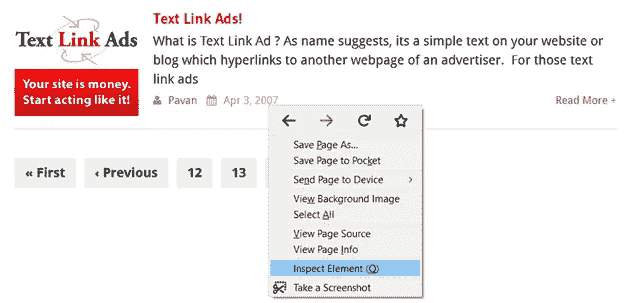 Text Link Ads!
Text Link Ads
Your site is money.
Start acting like it!
What is Text Link Ad ? As name suggests, its a simple text on your website or
blog which hyperlinks to another webpage of an advertiser.  For those text
link ads
Pavan Apr 3, 2007 Read More +
« First ‹ Previous 12 13
Save Page As...
Save Page to Pocket
Send Page to Device
View Background Image
Select All
View Page Source
View Page Info
Inspect Element (Q)
Take a Screenshot